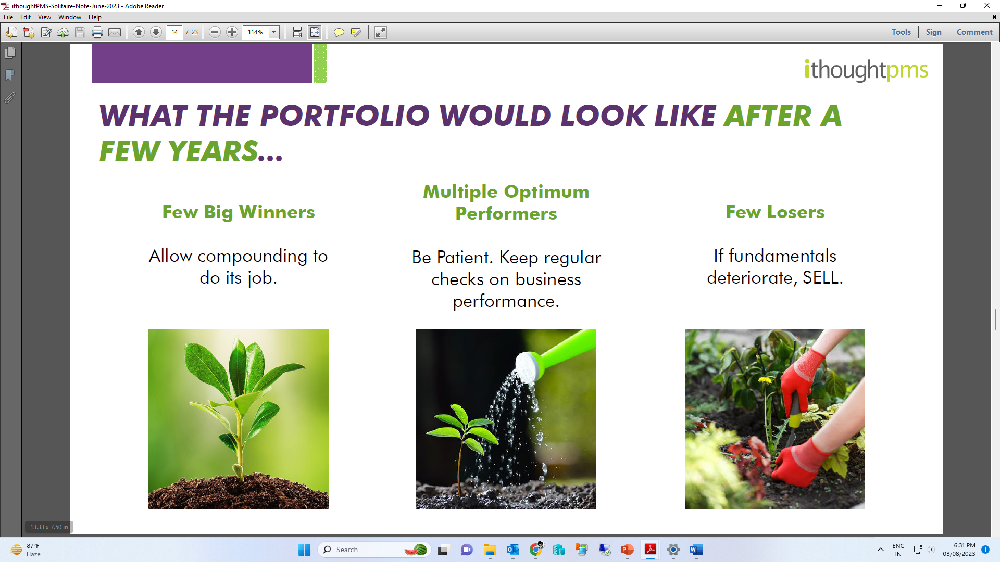 ithoughtPMS-Solitaire-Note-June-2023 - Adobe Reader
File Edit View Window Help
14 / 23 114%
Tools Sign Comment
ithoughtpms
WHAT THE PORTFOLIO WOULD LOOK LIKE AFTER A
FEW YEARS...
Few Big Winners
Allow compounding to
do its job.
Multiple Optimum
Performers
Be Patient. Keep regular
checks on business
performance.
Few Losers
If fundamentals
deteriorate, SELL.
13.33 x 7.50 in
87°F
Haze
Search
ENG
IN
6:31 PM
03/08/2023
1